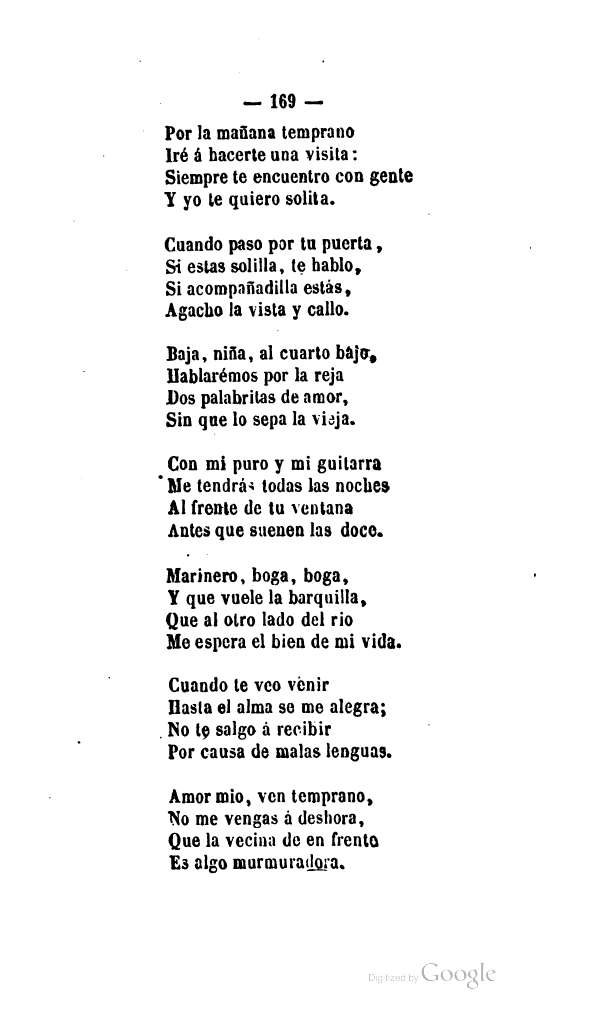 — 169 —
Por la mañana temprano
Iré á hacerte una visita:
Siempre te encuentro con gente
Y yo te quiero solita.
Cuando paso por tu puerta,
Si estas solilla, te hablo,
Si acompañadilla estás,
Agacho la vista y callo.
Baja, niña, al cuarto bajo,
Hablarémos por la reja
Dos palabritas de amor,
Sin que lo sepa la vieja.
Con mi puro y mi guitarra
Me tendrás todas las noches
Al frente de tu ventana
Antes que suenen las doce.
Marinero, boga, boga,
Y que vuele la barquilla,
Que al otro lado del rio
Me espera el bien de mi vida.
Cuando te veo venir
Hasta el alma se me alegra;
No te salgo á recibir
Por causa de malas lenguas.
Amor mio, ven temprano,
No me vengas á deshora,
Que la vecina de en frente
Es algo murmuradora.
Digitized by Google